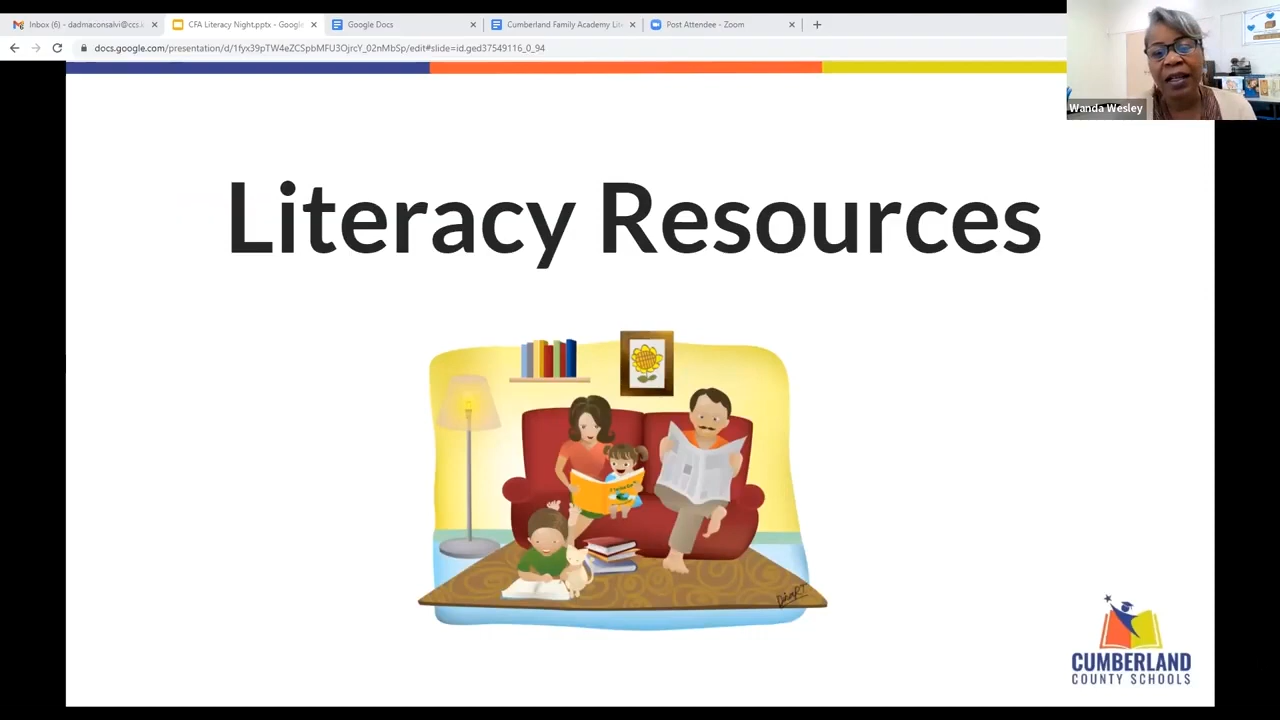 Inbox (6) - dadmaconsalvi@ccs.k
CFA Literacy Night.pptx - Google
Google Docs
Cumberland Family Academy Lite
Post Attendee - Zoom
docs.google.com/presentation/d/1fyx39pTW4eZCSpbMFU3OjrcY_02nMbSp/edit#slide=id.ged37549116_0_94
Wanda Wesley
Literacy Resources
CUMBERLAND
COUNTY SCHOOLS